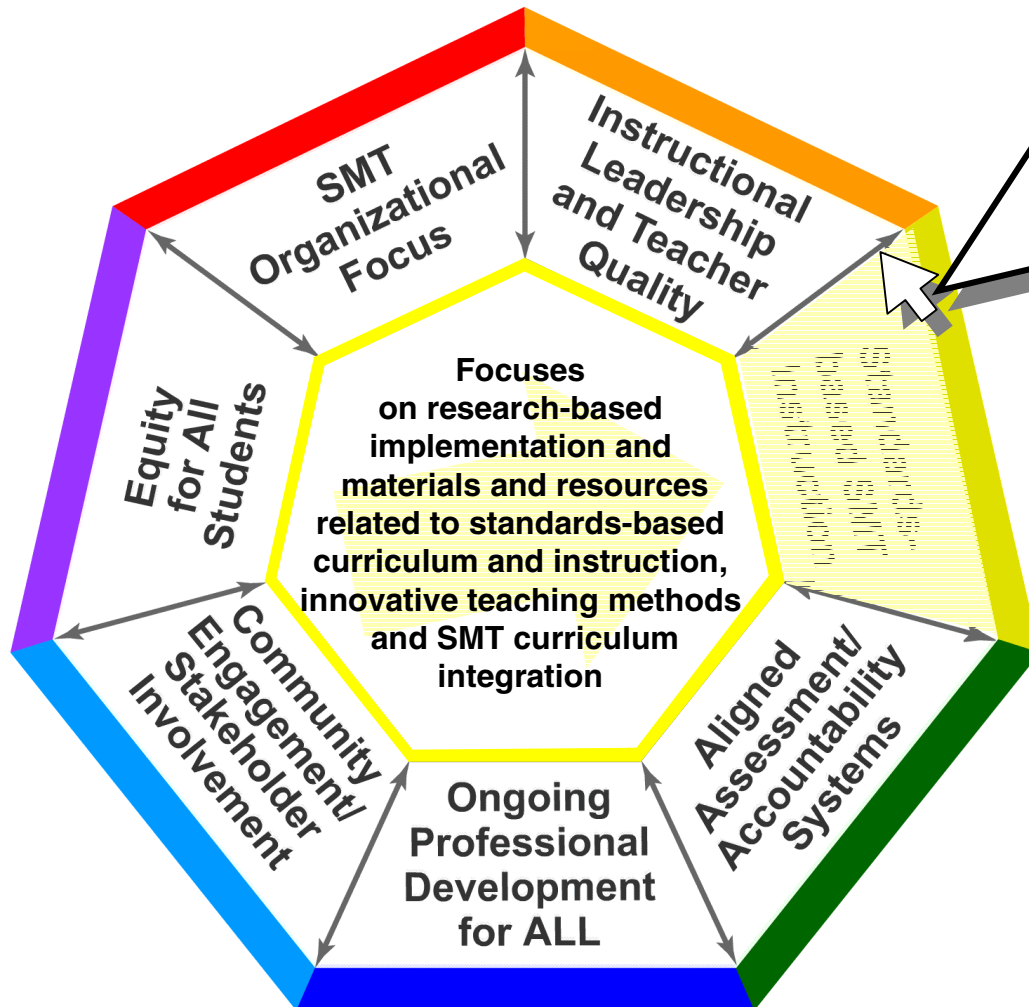 SMT
Organizational
Focus
Instructional
Leadership
and Teacher
Quality
Equity
for All
Students
Focuses
on research-based
implementation and
materials and resources
related to standards-based
curriculum and instruction,
innovative teaching methods
and SMT curriculum
integration
Community
Engagement/
Stakeholder
Involvement
Aligned
Assessment/
Accountability
Systems
Ongoing
Professional
Development
for ALL